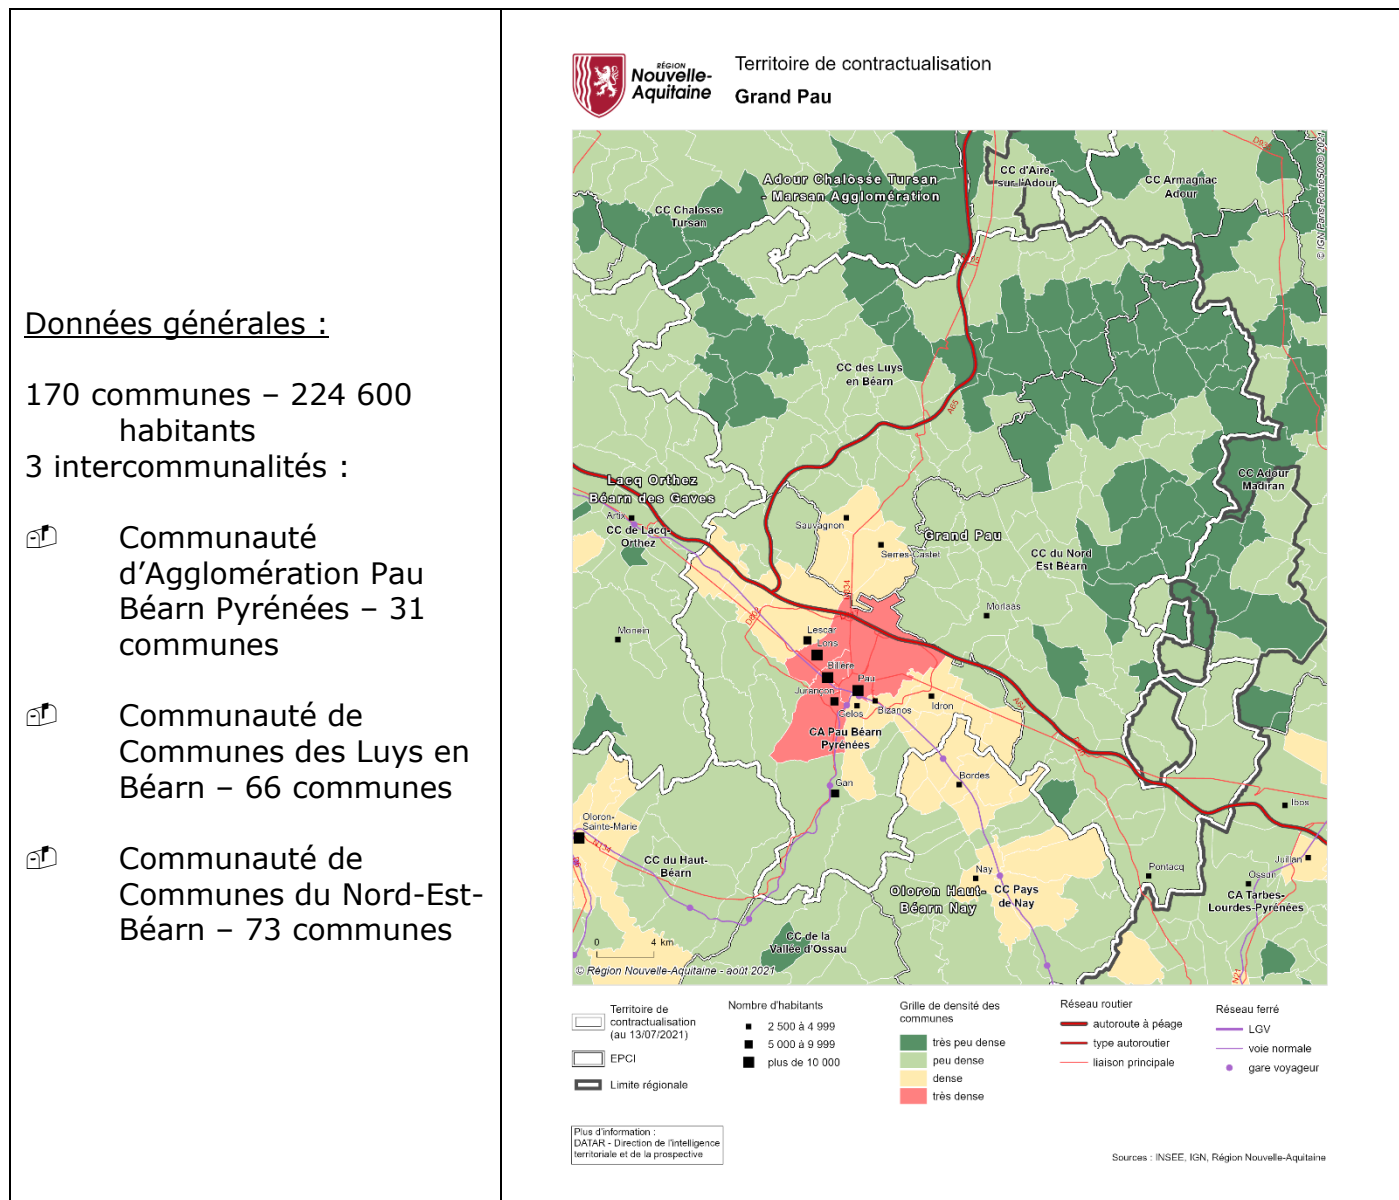 Données générales :
170 communes – 224 600
habitants
3 intercommunalités :
Communauté
d'Agglomération Pau
Béarn Pyrénées – 31
communes
Communauté de
Communes des Luys en
Béarn – 66 communes
Communauté de
Communes du Nord-Est-
Béarn – 73 communes
RÉGION
Nouvelle-
Aquitaine
Territoire de contractualisation
Grand Pau
© IGN Paris Route500© 2021
Adour Chalosse Tursan
- Marsan Agglomération
CC d'Aire-
sur l'Adour
CC Armagnac
Adour
CC Chalosse
Tursan
CC des Luys
en Béarn
A65
CC Adour
Madiran
Lacq Orthez
Béarn des Gaves
Artix
CC de Lacq-
Orthez
Sauvagnon
Serres-Castet
Grand Pau
CC du Nord
Est Béarn
N134
Morlaàs
Monein
Lescar
Lons
Billère
Pau
Jurançon
Gelos
Bizanos
Idron
A64
CA Pau Béarn
Pyrénées
Gan
Bordes
Ibos
Oloron-
Sainte-Marie
N134
CC du Haut-
Béarn
Nay
CC Pays
de Nay
Oloron Haut-
Béarn Nay
Pontacq
Juillan
Ossun
CA Tarbes-
Lourdes-Pyrénées
CC de la
Vallée d'Ossau
N21
0 4 km
© Région Nouvelle-Aquitaine - août 2021
Territoire de
contractualisation
(au 13/07/2021)
EPCI
Limite régionale
Nombre d'habitants
2 500 à 4 999
5 000 à 9 999
plus de 10 000
Grille de densité des
communes
très peu dense
peu dense
dense
très dense
Réseau routier
autoroute à péage
type autoroutier
liaison principale
Réseau ferré
LGV
voie normale
gare voyageur
Plus d'information :
DATAR - Direction de l'intelligence
territoriale et de la prospective
Sources : INSEE, IGN, Région Nouvelle-Aquitaine